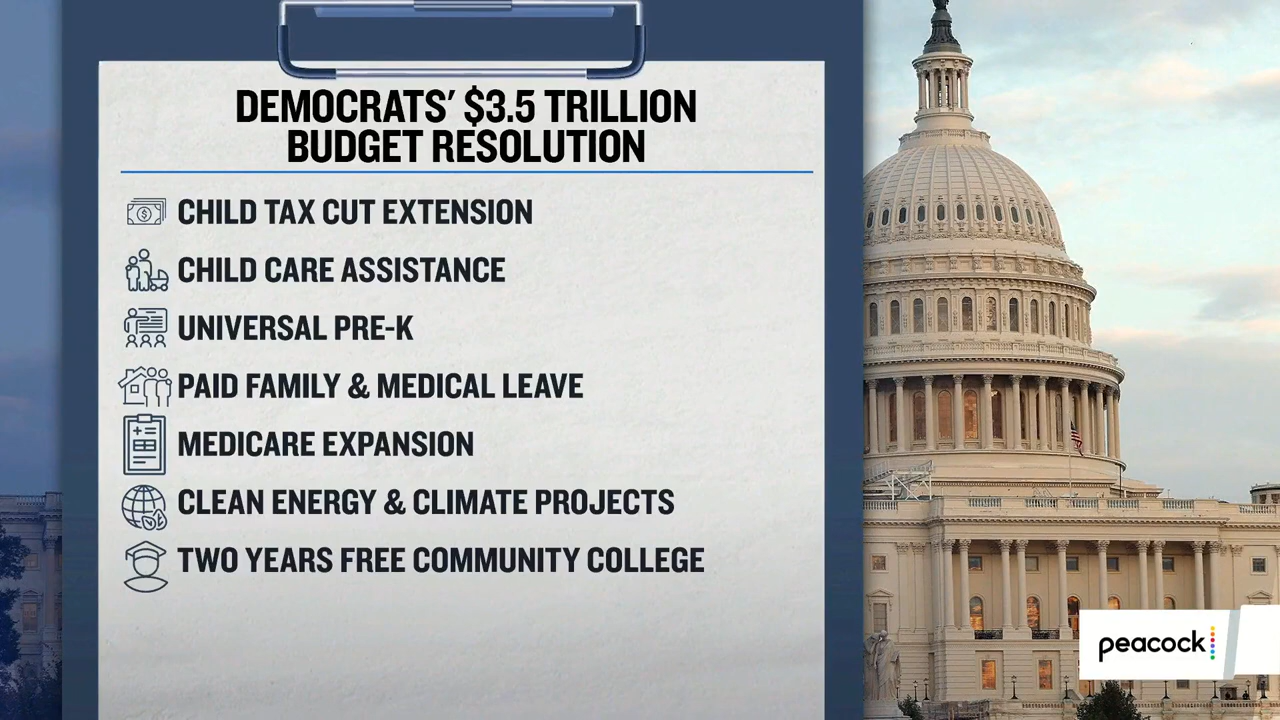 DEMOCRATS' $3.5 TRILLION
BUDGET RESOLUTION
CHILD TAX CUT EXTENSION
CHILD CARE ASSISTANCE
UNIVERSAL PRE-K
PAID FAMILY & MEDICAL LEAVE
MEDICARE EXPANSION
CLEAN ENERGY & CLIMATE PROJECTS
TWO YEARS FREE COMMUNITY COLLEGE
peacock